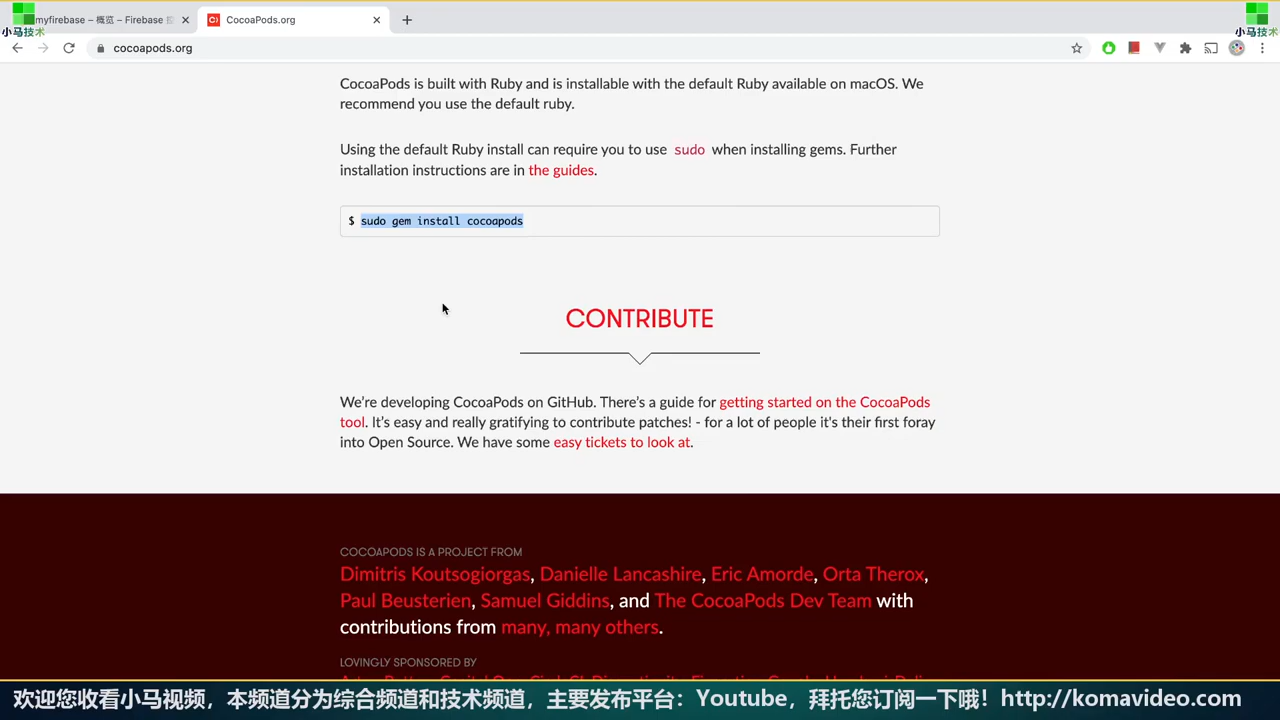 myfirebase – 概览 – Firebase
CocoaPods.org
小马技术
小马技术
cocoapods.org
CocoaPods is built with Ruby and is installable with the default Ruby available on macOS. We
recommend you use the default ruby.
Using the default Ruby install can require you to use sudo when installing gems. Further
installation instructions are in the guides.
$ sudo gem install cocoapods
CONTRIBUTE
We’re developing CocoaPods on GitHub. There’s a guide for getting started on the CocoaPods
tool. It’s easy and really gratifying to contribute patches! - for a lot of people it's their first foray
into Open Source. We have some easy tickets to look at.
COCOAPODS IS A PROJECT FROM
Dimitris Koutsogiorgas, Danielle Lancashire, Eric Amorde, Orta Therox,
Paul Beusterien, Samuel Giddins, and The CocoaPods Dev Team with
contributions from many, many others.
LOVINGLY SPONSORED BY
欢迎您收看小马视频，本频道分为综合频道和技术频道，主要发布平台：Youtube，拜托您订阅一下哦！http://komavideo.com